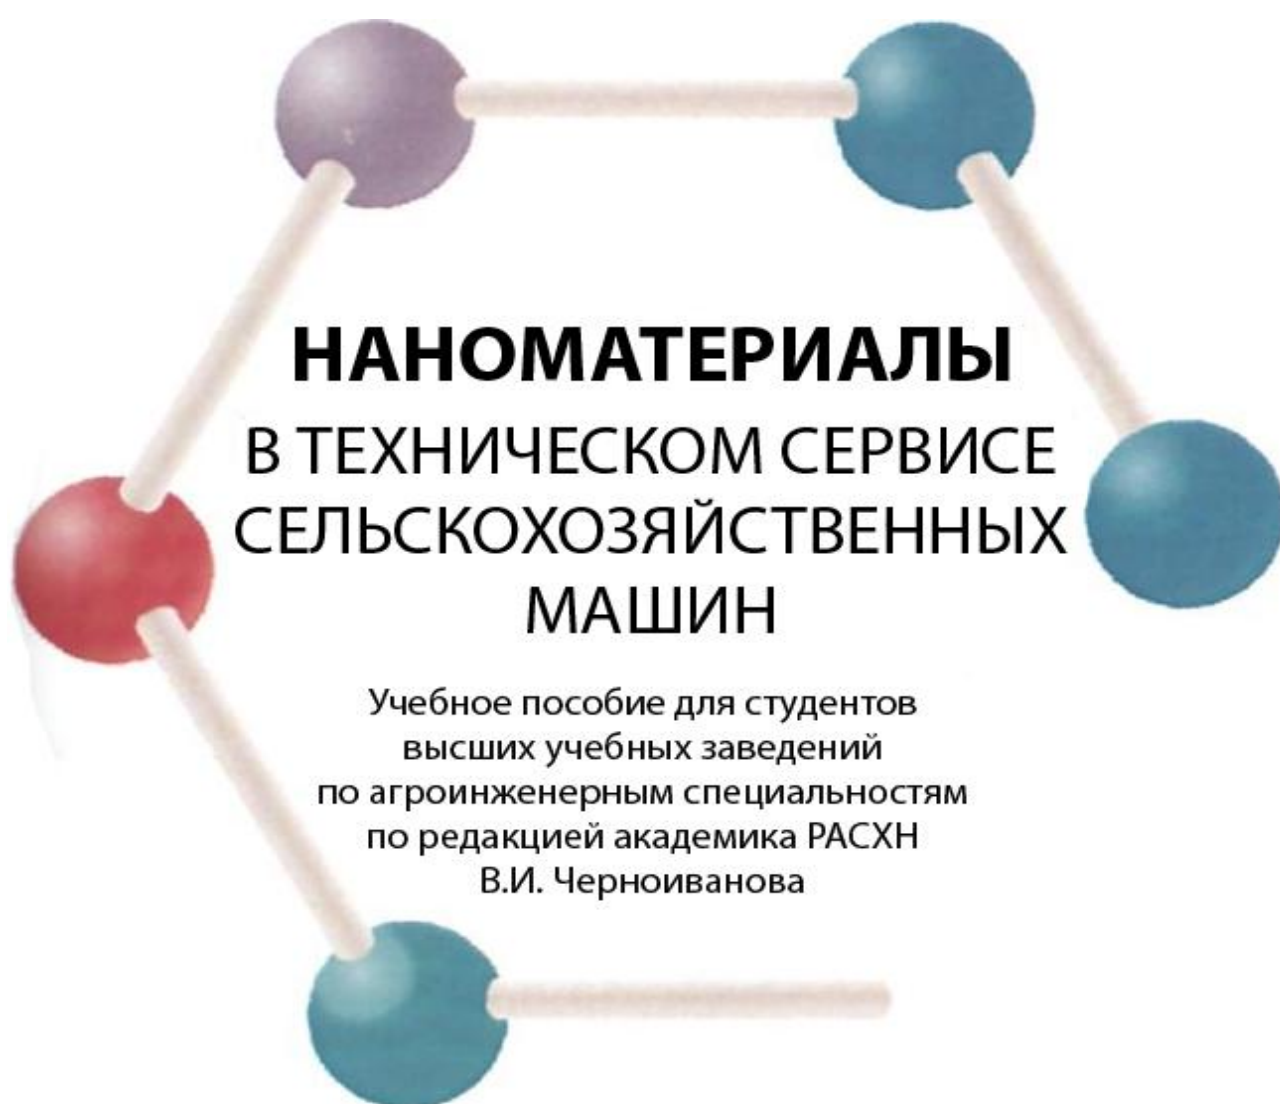 НАНОМАТЕРИАЛЫ
В ТЕХНИЧЕСКОМ СЕРВИСЕ
СЕЛЬСКОХОЗЯЙСТВЕННЫХ
МАШИН
Учебное пособие для студентов
высших учебных заведений
по агроинженерным специальностям
по редакцией академика РАСХН
В.И. Черноиванова